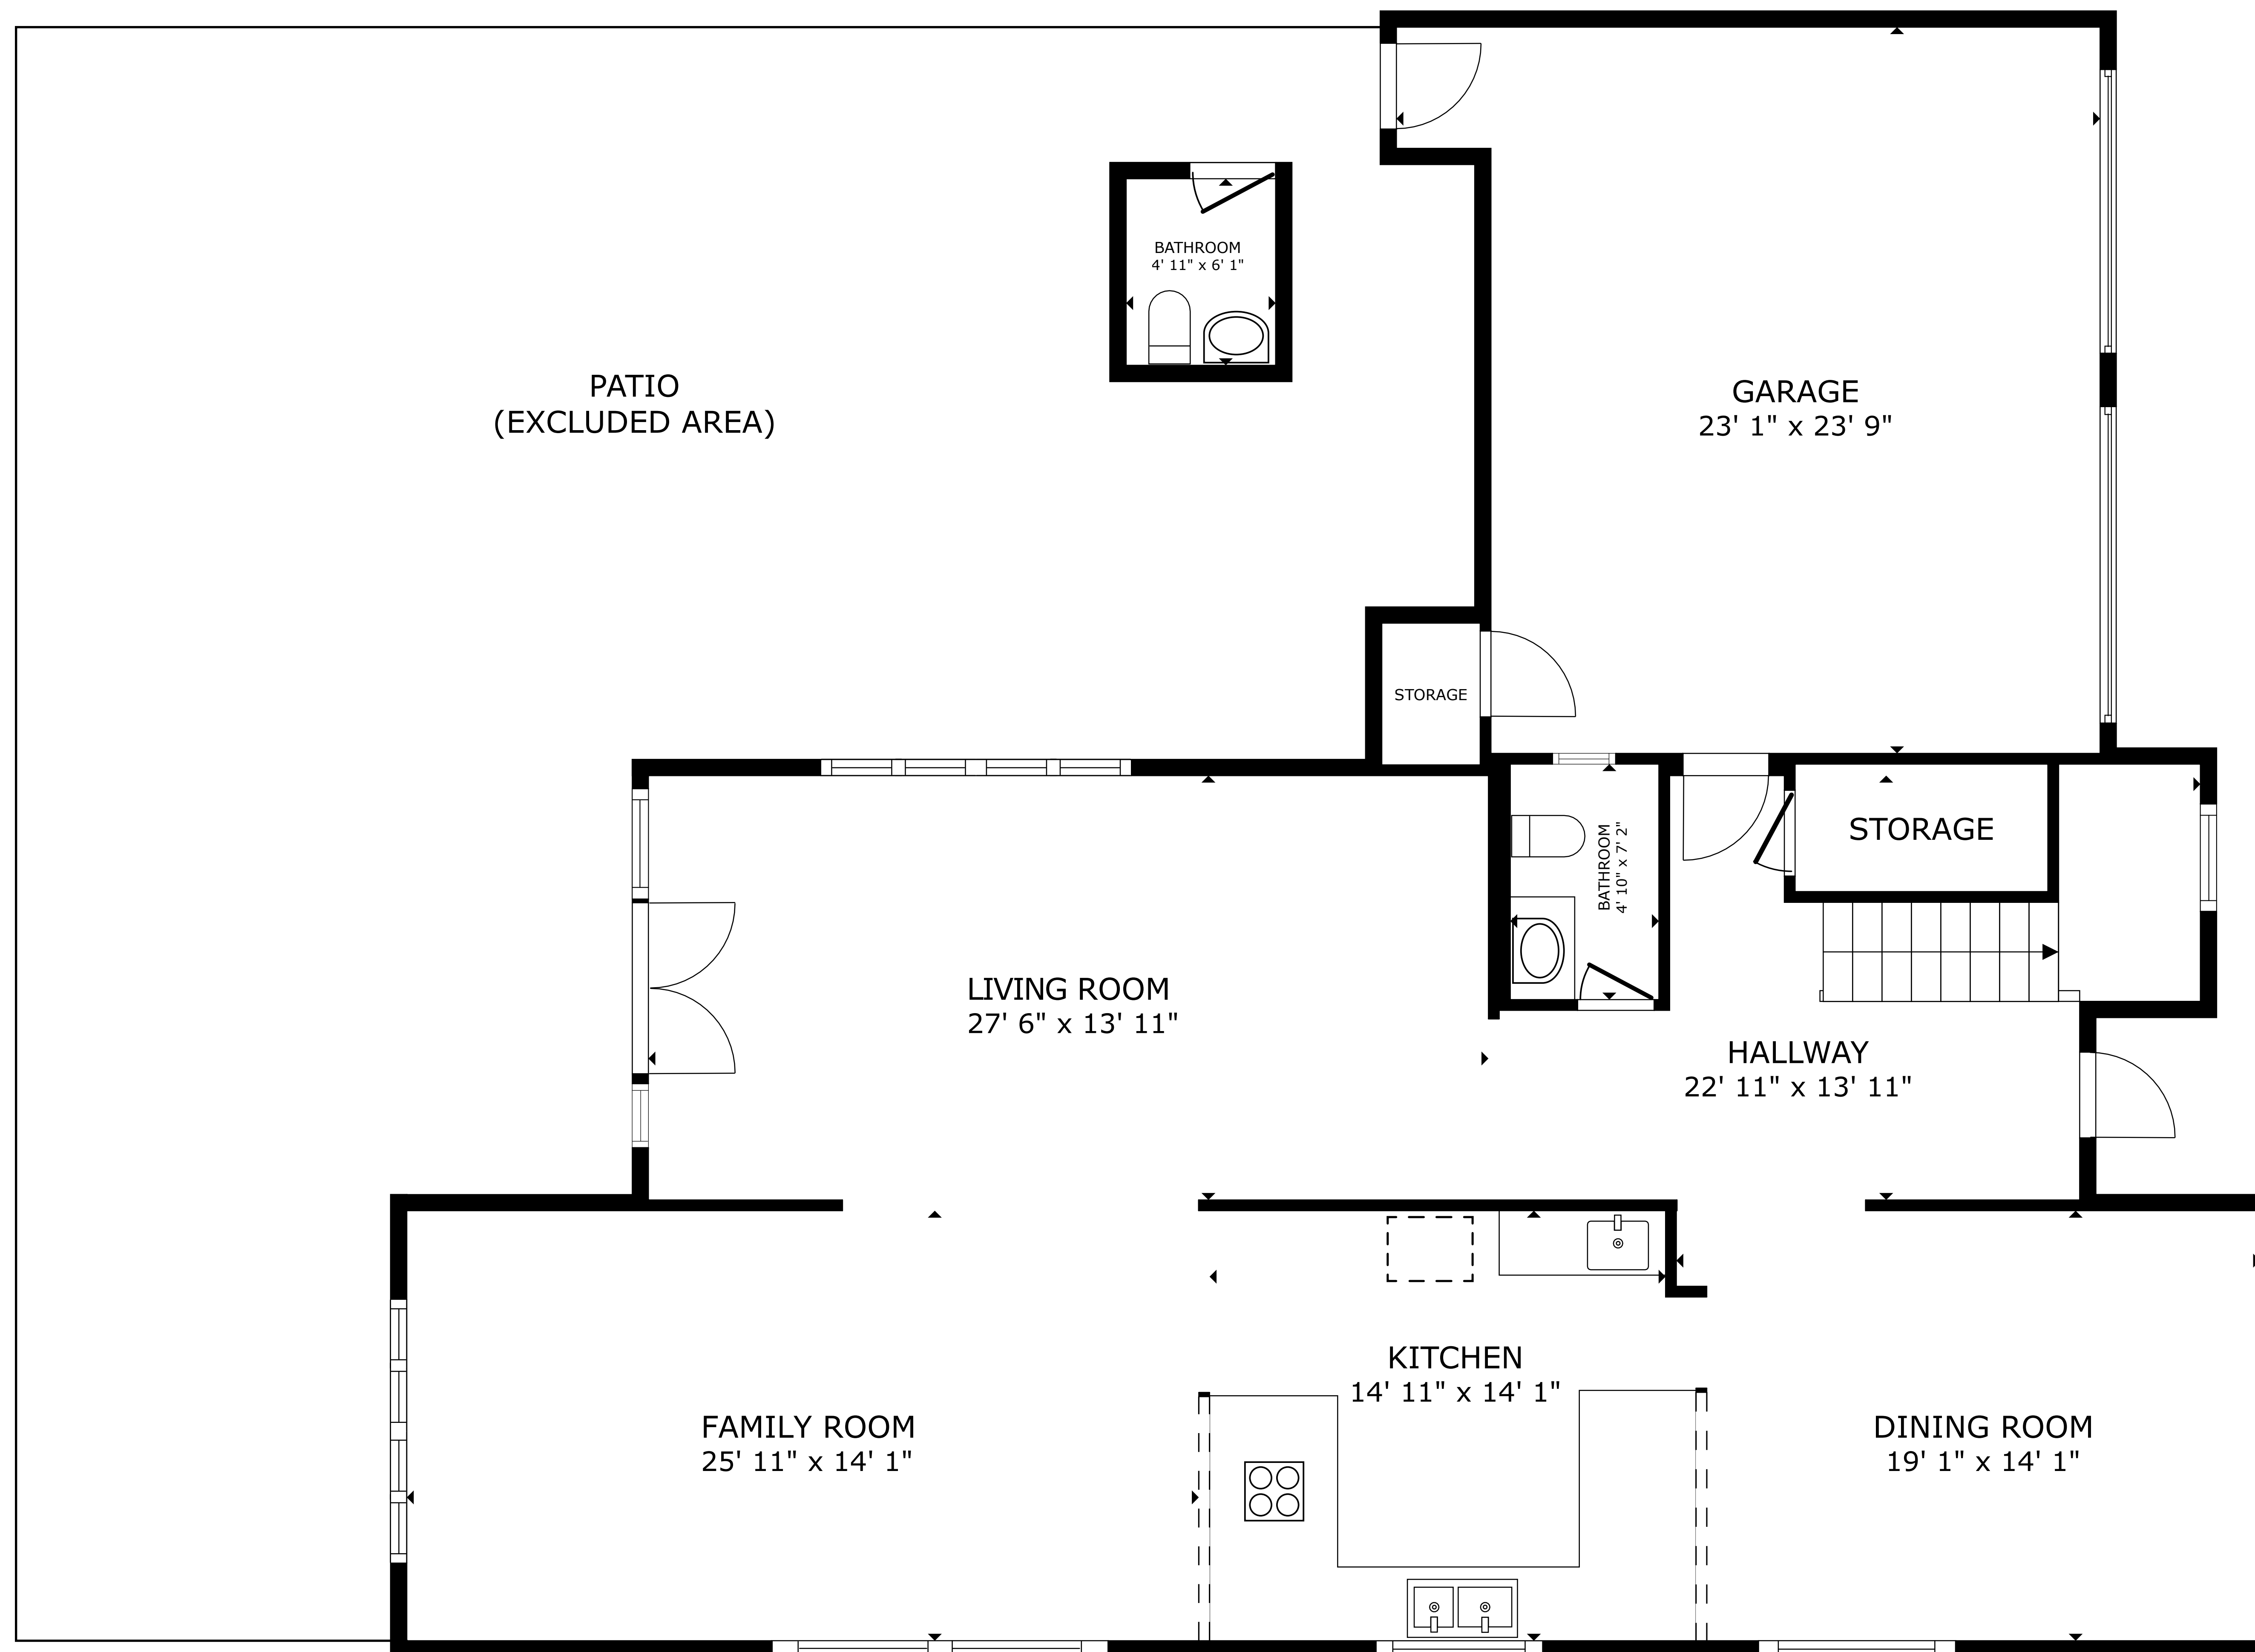 BATHROOM
4' 11" x 6' 1"
PATIO
(EXCLUDED AREA)
GARAGE
23' 1" x 23' 9"
STORAGE
BATHROOM
4' 10" x 7' 2"
STORAGE
LIVING ROOM
27' 6" x 13' 11"
HALLWAY
22' 11" x 13' 11"
KITCHEN
14' 11" x 14' 1"
FAMILY ROOM
25' 11" x 14' 1"
DINING ROOM
19' 1" x 14' 1"